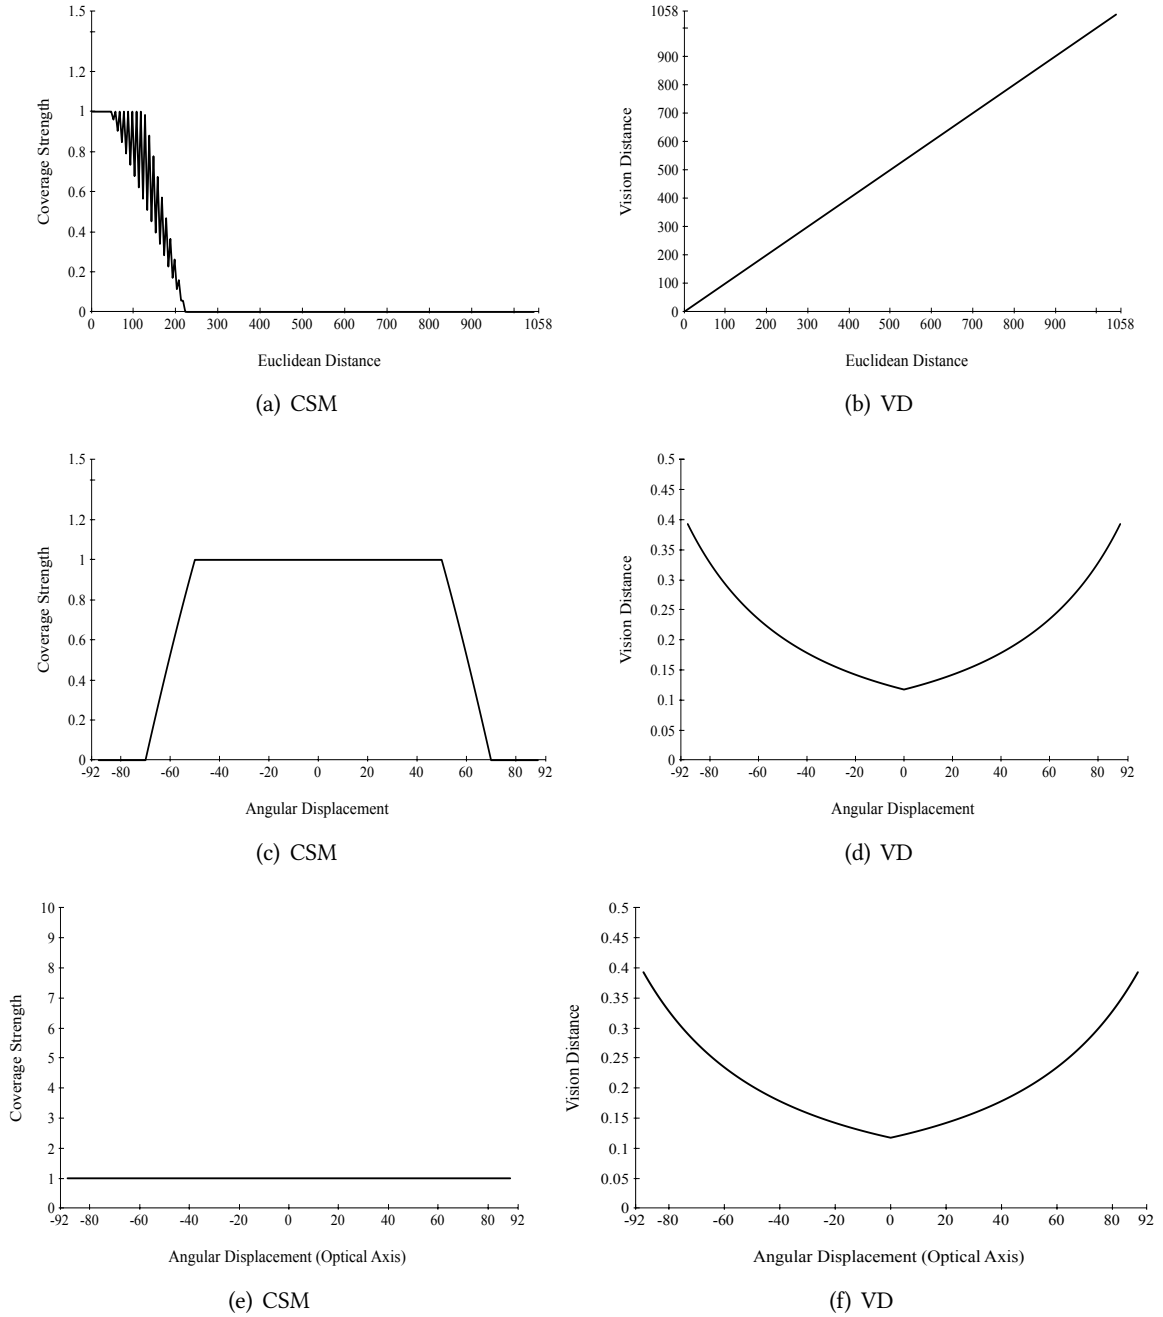 1.5
1.2
1
0.8
0.6
0.4
0.2
0
0 100 200 300 400 500 600 700 800 900 1058
Coverage Strength
Euclidean Distance
(a) CSM
1058
900
800
700
600
500
400
300
200
100
0
0 100 200 300 400 500 600 700 800 900 1058
Vision Distance
Euclidean Distance
(b) VD
1.5
1.2
1
0.8
0.6
0.4
0.2
0
-92 -80 -60 -40 -20 0 20 40 60 80 92
Coverage Strength
Angular Displacement
(c) CSM
0.5
0.45
0.4
0.35
0.3
0.25
0.2
0.15
0.1
0.05
0
-92 -80 -60 -40 -20 0 20 40 60 80 92
Vision Distance
Angular Displacement
(d) VD
10
9
8
7
6
5
4
3
2
1
0
-92 -80 -60 -40 -20 0 20 40 60 80 92
Coverage Strength
Angular Displacement (Optical Axis)
(e) CSM
0.5
0.45
0.4
0.35
0.3
0.25
0.2
0.15
0.1
0.05
0
-92 -80 -60 -40 -20 0 20 40 60 80 92
Vision Distance
Angular Displacement (Optical Axis)
(f) VD